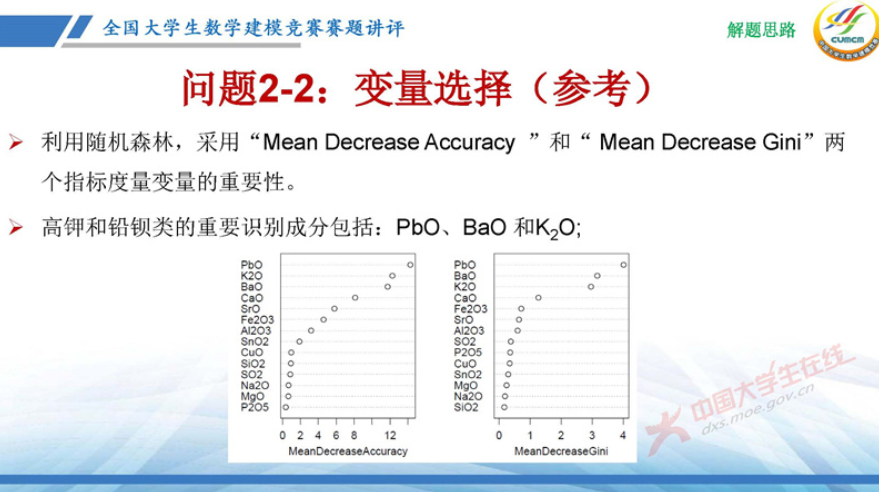 全国大学生数学建模竞赛赛题讲评
解题思路
CUMCM
问题2-2：变量选择（参考）
➢ 利用随机森林，采用“Mean Decrease Accuracy ”和“ Mean Decrease Gini”两
个指标度量变量的重要性。
➢ 高钾和铅钡类的重要识别成分包括：PbO、BaO 和K₂O;
PbO
K2O
BaO
CaO
SrO
Fe2O3
Al2O3
SnO2
CuO
SiO2
SO2
Na2O
MgO
P2O5
0 2 4 6 8 12
MeanDecreaseAccuracy
PbO
BaO
K2O
CaO
Fe2O3
SrO
Al2O3
SO2
P2O5
CuO
SnO2
MgO
Na2O
SiO2
0 1 2 3 4
MeanDecreaseGini
中国大学生在线
dxs.moe.gov.cn